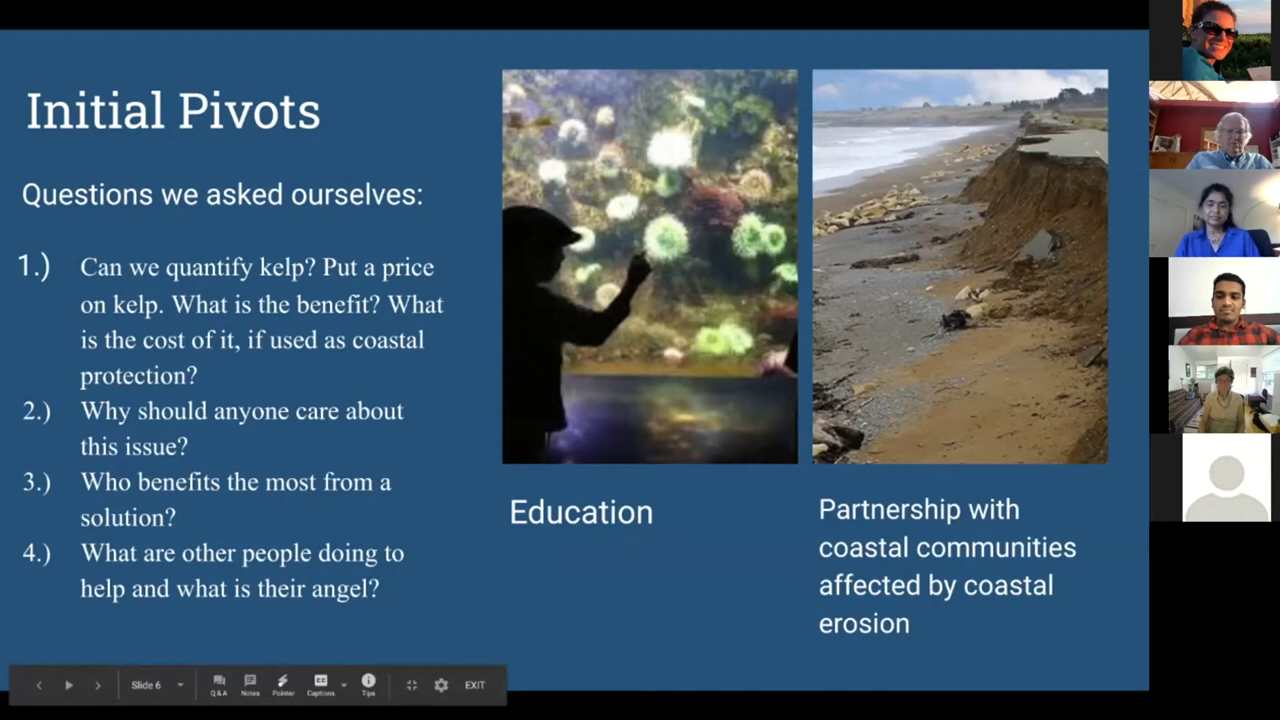 Initial Pivots
Questions we asked ourselves:
1.) Can we quantify kelp? Put a price
on kelp. What is the benefit? What
is the cost of it, if used as coastal
protection?
2.) Why should anyone care about
this issue?
3.) Who benefits the most from a
solution?
4.) What are other people doing to
help and what is their angel?
Education
Partnership with
coastal communities
affected by coastal
erosion
Slide 6
Q&A
Notes
Pointer
CC
Captions
Tips
EXIT